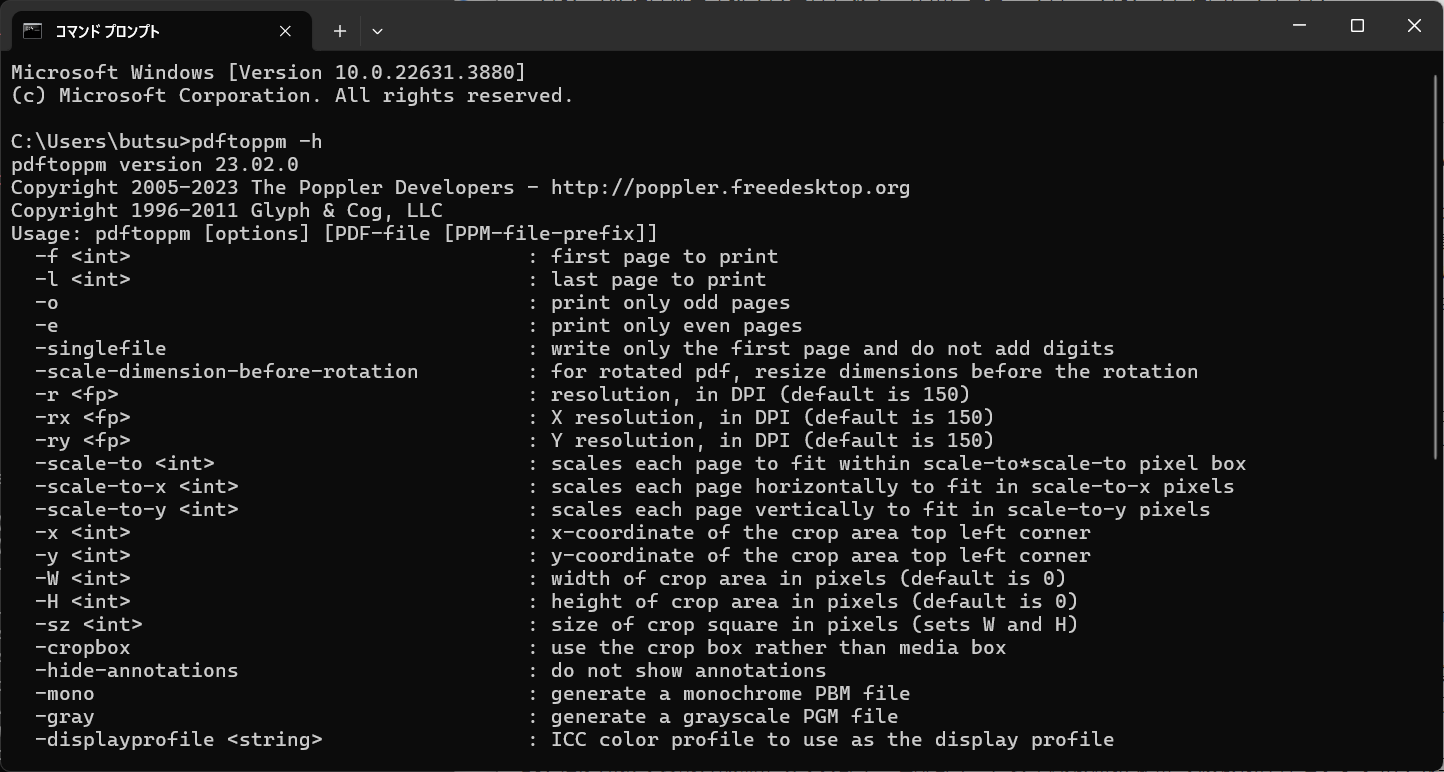 コマンド プロンプト
Microsoft Windows [Version 10.0.22631.3880]
(c) Microsoft Corporation. All rights reserved.
C:\Users\butsu>pdftoppm -h
pdftoppm version 23.02.0
Copyright 2005-2023 The Poppler Developers - http://poppler.freedesktop.org
Copyright 1996-2011 Glyph & Cog, LLC
Usage: pdftoppm [options] [PDF-file [PPM-file-prefix]]
  -f <int>                                 : first page to print
  -l <int>                                 : last page to print
  -o                                       : print only odd pages
  -e                                       : print only even pages
  -singlefile                              : write only the first page and do not add digits
  -scale-dimension-before-rotation         : for rotated pdf, resize dimensions before the rotation
  -r <fp>                                  : resolution, in DPI (default is 150)
  -rx <fp>                                 : X resolution, in DPI (default is 150)
  -ry <fp>                                 : Y resolution, in DPI (default is 150)
  -scale-to <int>                          : scales each page to fit within scale-to*scale-to pixel box
  -scale-to-x <int>                        : scales each page horizontally to fit in scale-to-x pixels
  -scale-to-y <int>                        : scales each page vertically to fit in scale-to-y pixels
  -x <int>                                 : x-coordinate of the crop area top left corner
  -y <int>                                 : y-coordinate of the crop area top left corner
  -W <int>                                 : width of crop area in pixels (default is 0)
  -H <int>                                 : height of crop area in pixels (default is 0)
  -sz <int>                                : size of crop square in pixels (sets W and H)
  -cropbox                                 : use the crop box rather than media box
  -hide-annotations                        : do not show annotations
  -mono                                    : generate a monochrome PBM file
  -gray                                    : generate a grayscale PGM file
  -displayprofile <string>                 : ICC color profile to use as the display profile